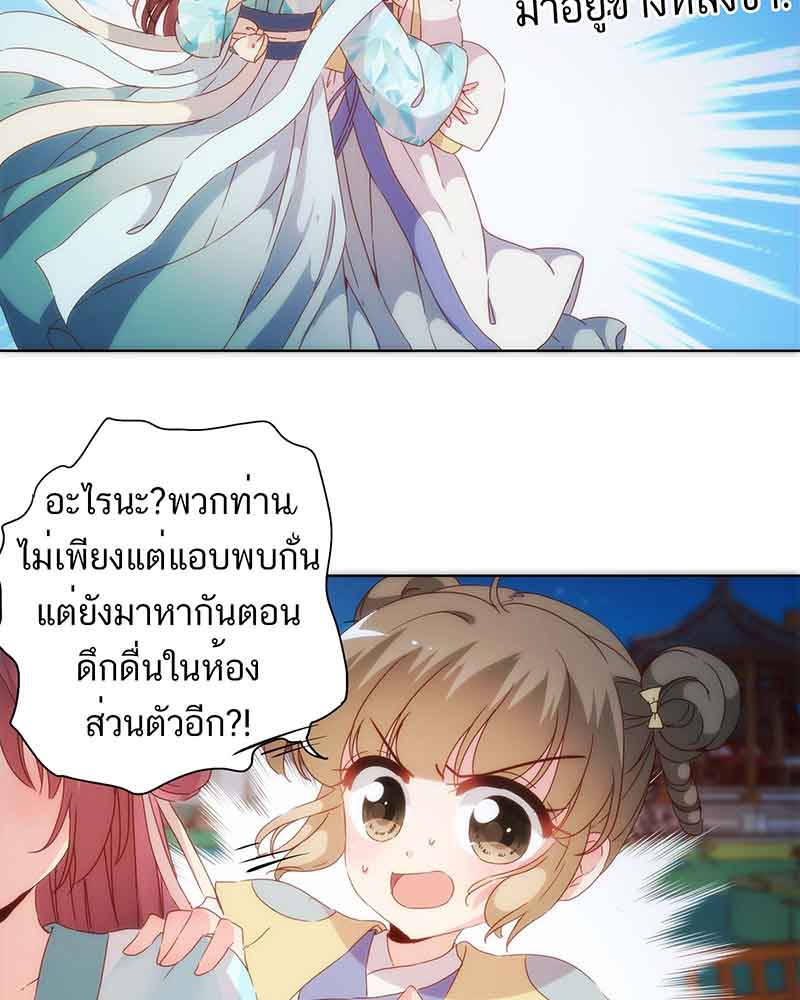 อะไรนะ?พวกท่าน
ไม่เพียงแต่แอบพบกัน
แต่ยังมาหากันตอน
ดึกดื่นในห้อง
ส่วนตัวอีก?!